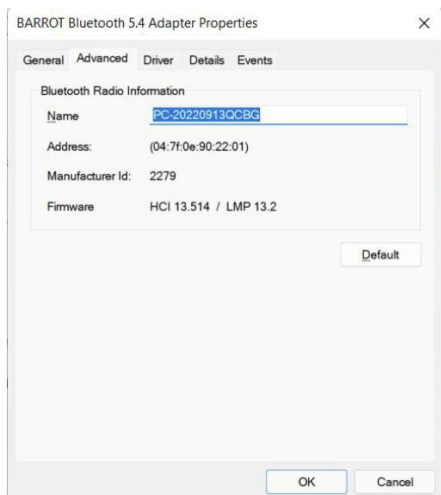 BARROT Bluetooth 5.4 Adapter Properties
General Advanced Driver Details Events
Bluetooth Radio Information
Name PC-20220913QCBG
Address: (04:7f:0e:90:22:01)
Manufacturer Id: 2279
Firmware HCI 13.514 / LMP 13.2
Default
OK Cancel